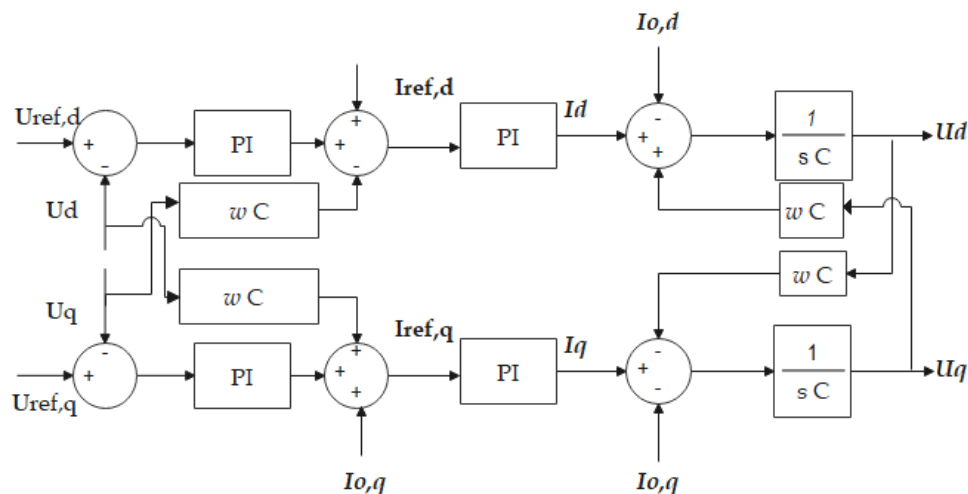 Io,d
Uref,d
+
-
PI
+
+
-
Iref,d
PI
Id
-
+
+
1
s C
Ud
Ud
w C
w C
Uq
w C
w C
Uref,q
-
+
PI
+
+
+
Iref,q
PI
Iq
-
+
-
1
s C
Uq
Io,q
Io,q